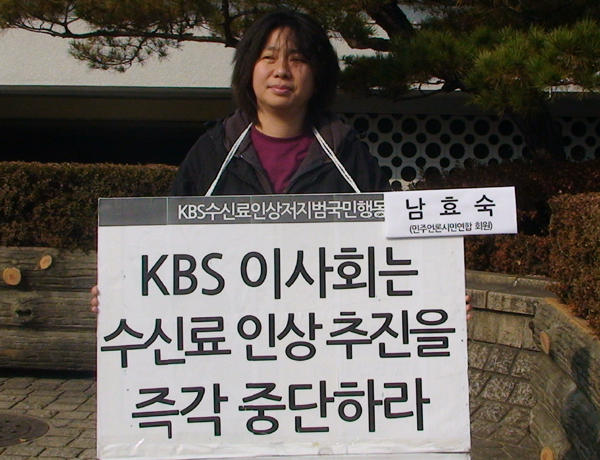 KBS수신료인상저지범국민행동
남효숙
(민주언론시민연합 회원)
KBS 이사회는
수신료 인상 추진을
즉각 중단하라